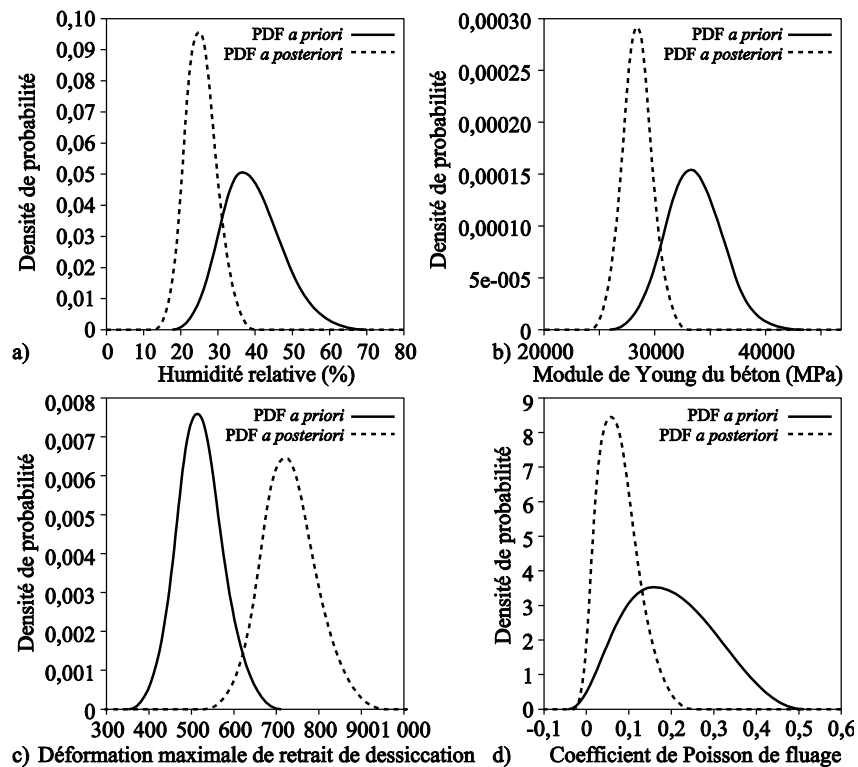 0,10
0,09
0,08
0,07
0,06
0,05
0,04
0,03
0,02
0,01
0
Densité de probabilité
PDF a priori
PDF a posteriori
0 10 20 30 40 50 60 70 80
a) Humidité relative (%)
0,00030
0,00025
0,00020
0,00015
0,00010
5e-005
0
Densité de probabilité
PDF a priori
PDF a posteriori
20000 30000 40000
b) Module de Young du béton (MPa)
0,008
0,007
0,006
0,005
0,004
0,003
0,002
0,001
0
Densité de probabilité
PDF a priori
PDF a posteriori
300 400 500 600 700 800 900 1 000
c) Déformation maximale de retrait de dessiccation
9
8
7
6
5
4
3
2
1
0
Densité de probabilité
PDF a priori
PDF a posteriori
-0,1 0 0,1 0,2 0,3 0,4 0,5 0,6
d) Coefficient de Poisson de fluage